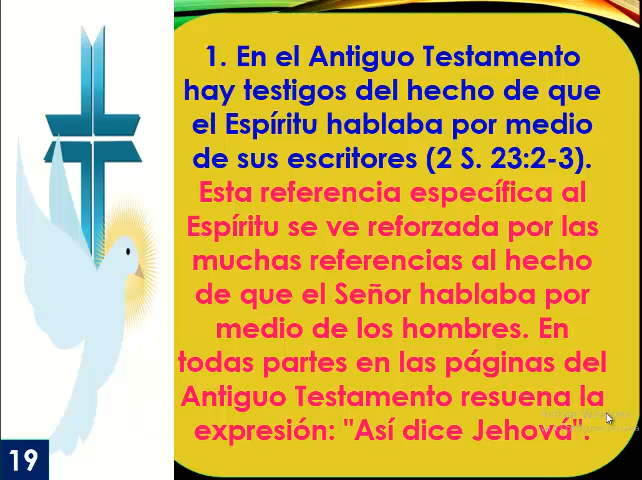 1. En el Antiguo Testamento
hay testigos del hecho de que
el Espíritu hablaba por medio
de sus escritores (2 S. 23:2-3).
Esta referencia específica al
Espíritu se ve reforzada por las
muchas referencias al hecho
de que el Señor hablaba por
medio de los hombres. En
todas partes en las páginas del
Antiguo Testamento resuena la
expresión: "Así dice Jehová".
19